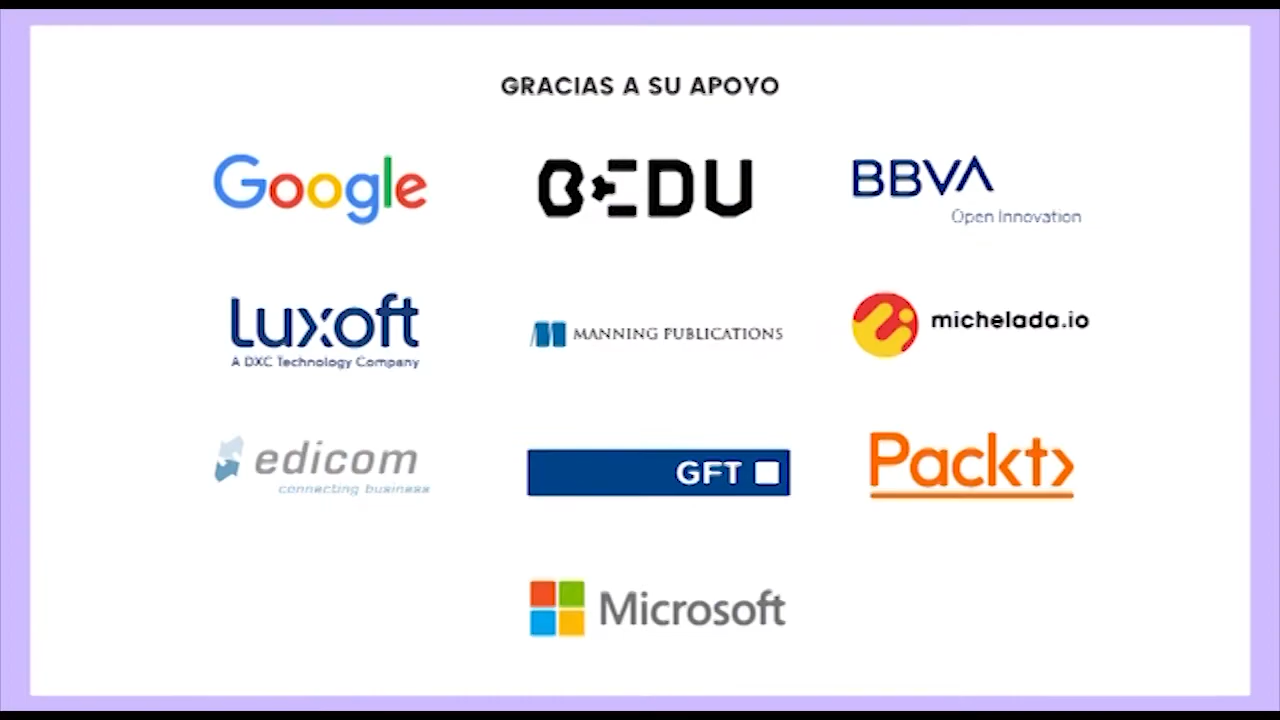 GRACIAS A SU APOYO
Google
BEDU
BBVA
Open Innovation
Luxoft
A DXC Technology Company
MANNING PUBLICATIONS
michelada.io
edicom
connecting business
GFT
Packt
Microsoft